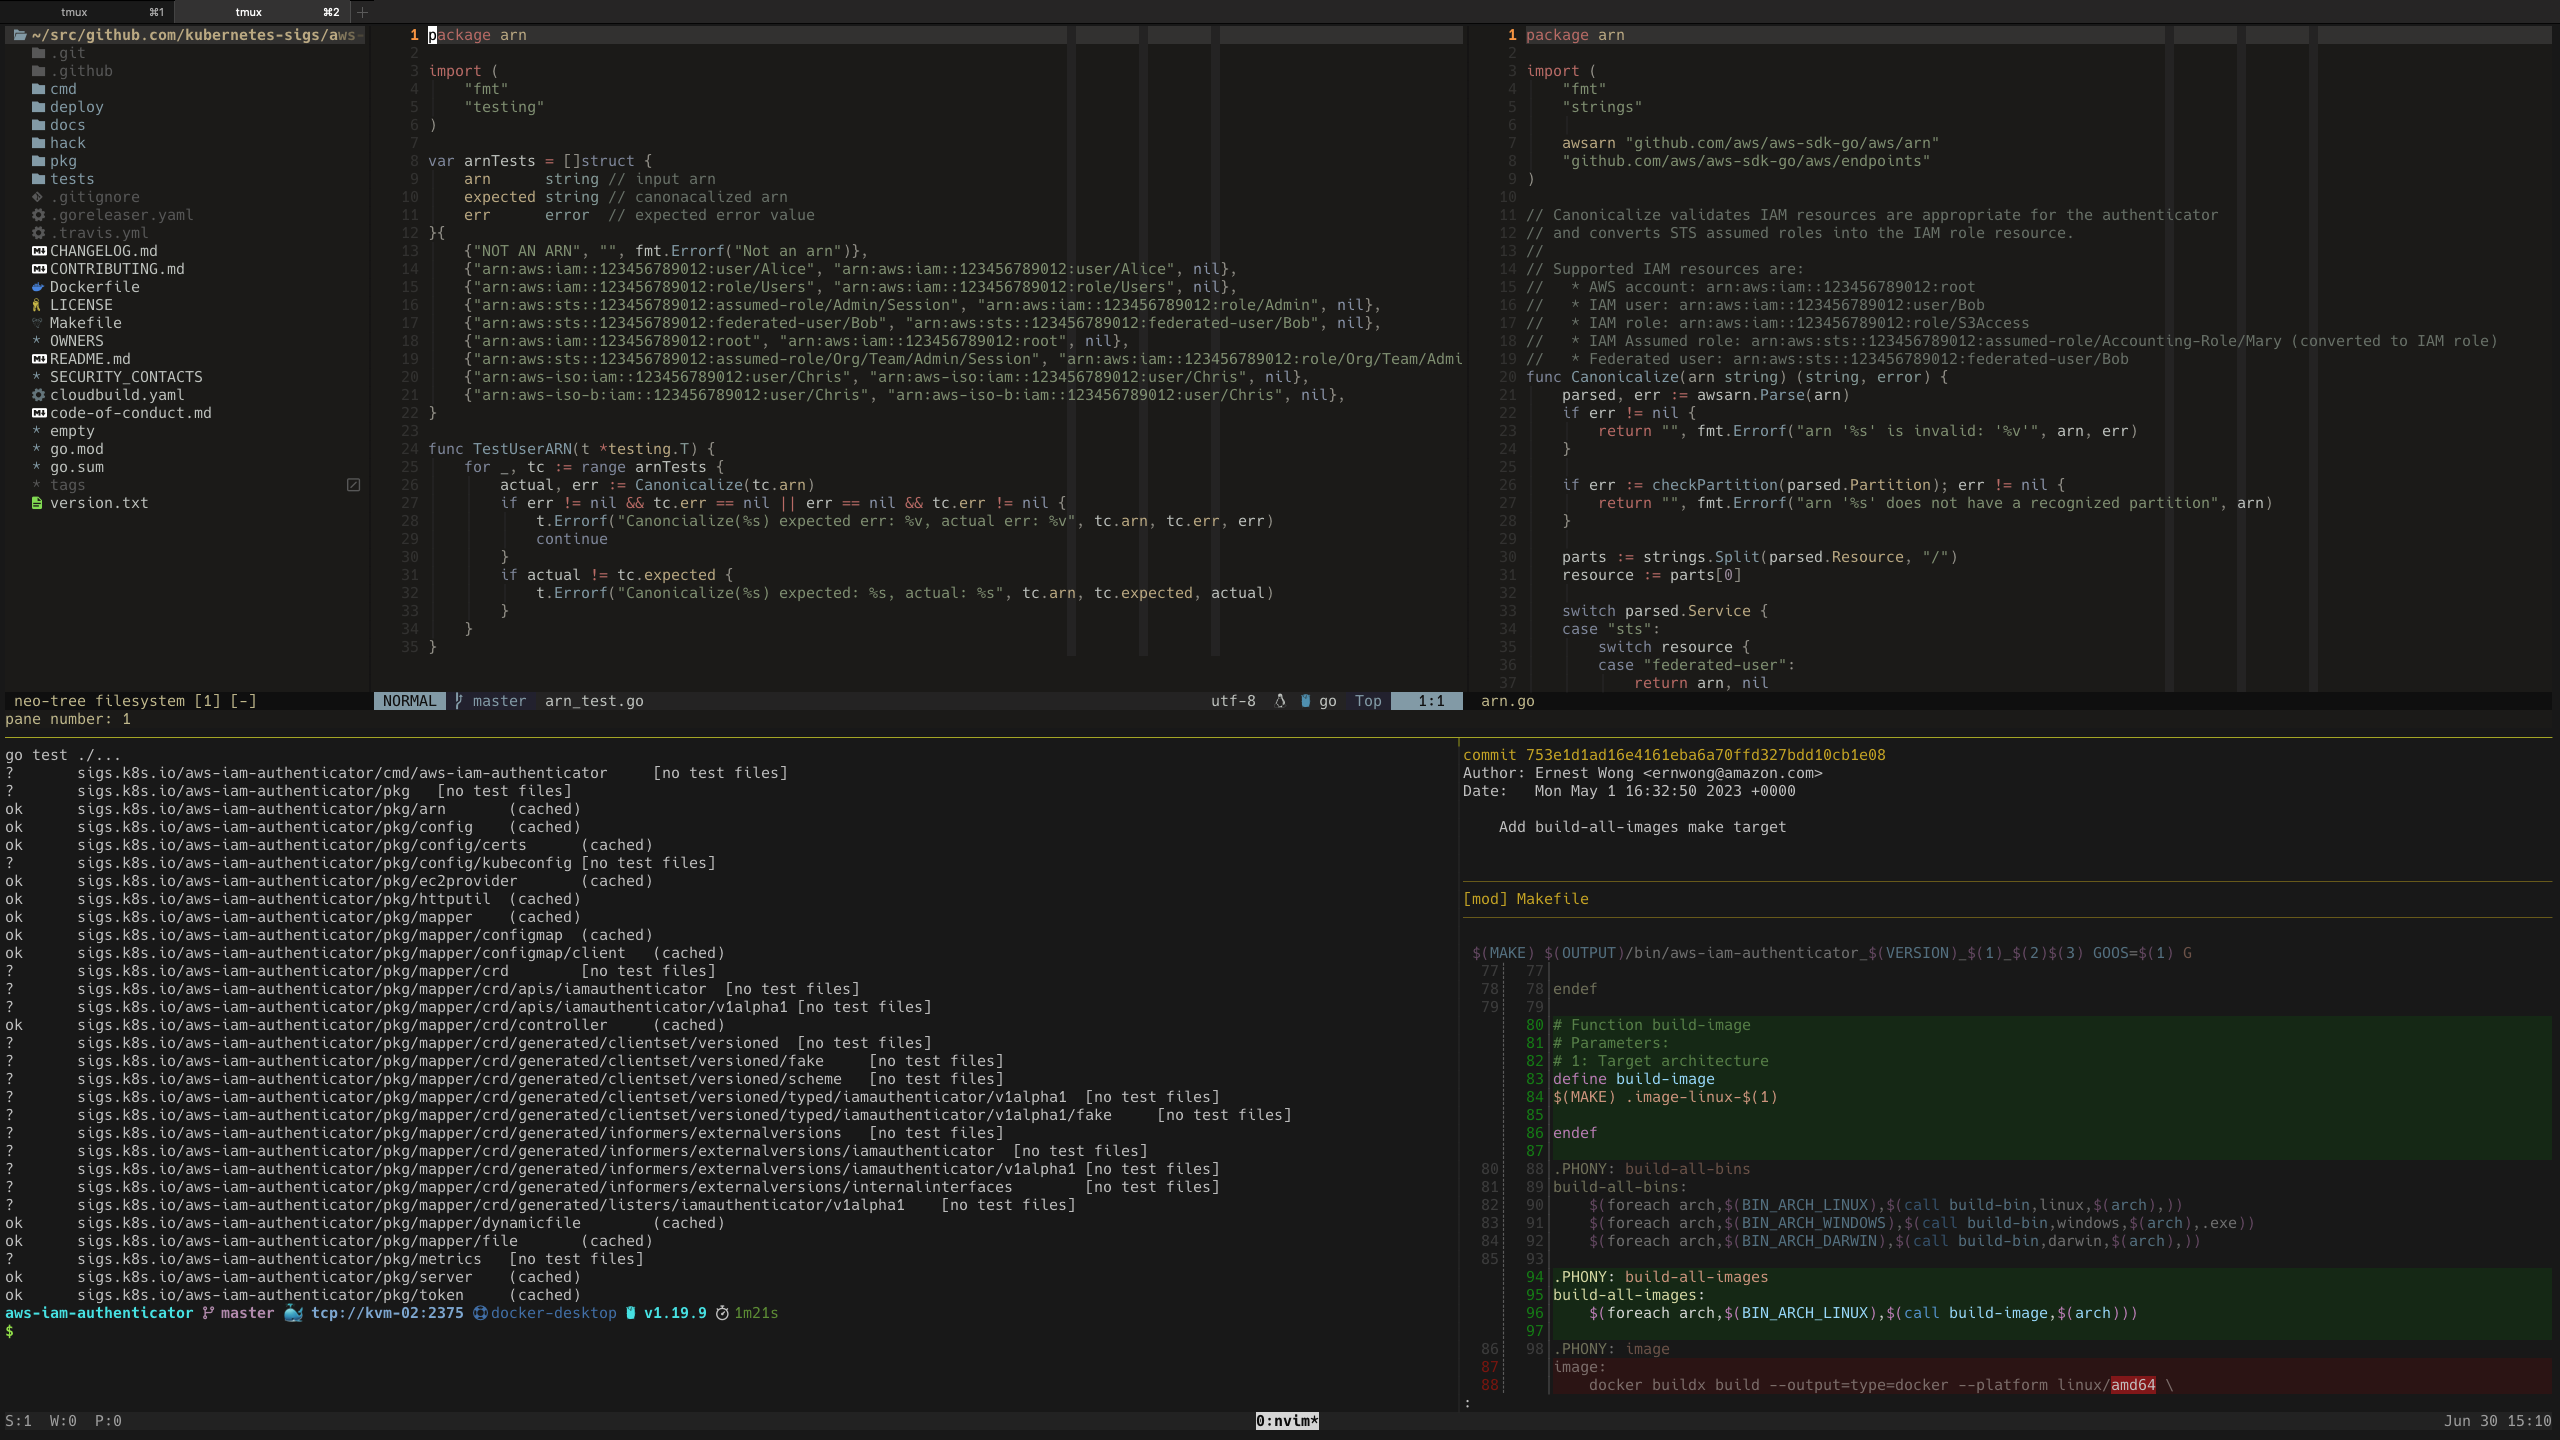 tmux ⌘1 tmux ⌘2 +
~/src/github.com/kubernetes-sigs/aws-
.git
.github
cmd
deploy
docs
hack
pkg
tests
.gitignore
.goreleaser.yaml
.travis.yml
CHANGELOG.md
CONTRIBUTING.md
Dockerfile
LICENSE
Makefile
* OWNERS
README.md
* SECURITY_CONTACTS
cloudbuild.yaml
code-of-conduct.md
* empty
* go.mod
* go.sum
* tags
version.txt
neo-tree filesystem [1] [-]
pane number: 1
1 package arn
2
3 import (
4     "fmt"
5     "testing"
6 )
7
8 var arnTests = []struct {
9     arn      string // input arn
10     expected string // canonacalized arn
11     err      error  // expected error value
12 }{
13     {"NOT AN ARN", "", fmt.Errorf("Not an arn")},
14     {"arn:aws:iam::123456789012:user/Alice", "arn:aws:iam::123456789012:user/Alice", nil},
15     {"arn:aws:iam::123456789012:role/Users", "arn:aws:iam::123456789012:role/Users", nil},
16     {"arn:aws:sts::123456789012:assumed-role/Admin/Session", "arn:aws:iam::123456789012:role/Admin", nil},
17     {"arn:aws:sts::123456789012:federated-user/Bob", "arn:aws:sts::123456789012:federated-user/Bob", nil},
18     {"arn:aws:iam::123456789012:root", "arn:aws:iam::123456789012:root", nil},
19     {"arn:aws:sts::123456789012:assumed-role/Org/Team/Admin/Session", "arn:aws:iam::123456789012:role/Org/Team/Admi
20     {"arn:aws-iso:iam::123456789012:user/Chris", "arn:aws-iso:iam::123456789012:user/Chris", nil},
21     {"arn:aws-iso-b:iam::123456789012:user/Chris", "arn:aws-iso-b:iam::123456789012:user/Chris", nil},
22 }
23
24 func TestUserARN(t *testing.T) {
25     for _, tc := range arnTests {
26         actual, err := Canonicalize(tc.arn)
27         if err != nil && tc.err == nil || err == nil && tc.err != nil {
28             t.Errorf("Canoncialize(%s) expected err: %v, actual err: %v", tc.arn, tc.err, err)
29             continue
30         }
31         if actual != tc.expected {
32             t.Errorf("Canonicalize(%s) expected: %s, actual: %s", tc.arn, tc.expected, actual)
33         }
34     }
35 }
NORMAL master arn_test.go utf-8 go Top 1:1
1 package arn
2
3 import (
4     "fmt"
5     "strings"
6
7     awsarn "github.com/aws/aws-sdk-go/aws/arn"
8     "github.com/aws/aws-sdk-go/aws/endpoints"
9 )
10
11 // Canonicalize validates IAM resources are appropriate for the authenticator
12 // and converts STS assumed roles into the IAM role resource.
13 //
14 // Supported IAM resources are:
15 //   * AWS account: arn:aws:iam::123456789012:root
16 //   * IAM user: arn:aws:iam::123456789012:user/Bob
17 //   * IAM role: arn:aws:iam::123456789012:role/S3Access
18 //   * IAM Assumed role: arn:aws:sts::123456789012:assumed-role/Accounting-Role/Mary (converted to IAM role)
19 //   * Federated user: arn:aws:sts::123456789012:federated-user/Bob
20 func Canonicalize(arn string) (string, error) {
21     parsed, err := awsarn.Parse(arn)
22     if err != nil {
23         return "", fmt.Errorf("arn '%s' is invalid: '%v'", arn, err)
24     }
25
26     if err := checkPartition(parsed.Partition); err != nil {
27         return "", fmt.Errorf("arn '%s' does not have a recognized partition", arn)
28     }
29
30     parts := strings.Split(parsed.Resource, "/")
31     resource := parts[0]
32
33     switch parsed.Service {
34     case "sts":
35         switch resource {
36         case "federated-user":
37             return arn, nil
arn.go
go test ./...
?       sigs.k8s.io/aws-iam-authenticator/cmd/aws-iam-authenticator     [no test files]
?       sigs.k8s.io/aws-iam-authenticator/pkg   [no test files]
ok      sigs.k8s.io/aws-iam-authenticator/pkg/arn       (cached)
ok      sigs.k8s.io/aws-iam-authenticator/pkg/config    (cached)
ok      sigs.k8s.io/aws-iam-authenticator/pkg/config/certs      (cached)
?       sigs.k8s.io/aws-iam-authenticator/pkg/config/kubeconfig [no test files]
ok      sigs.k8s.io/aws-iam-authenticator/pkg/ec2provider       (cached)
ok      sigs.k8s.io/aws-iam-authenticator/pkg/httputil  (cached)
ok      sigs.k8s.io/aws-iam-authenticator/pkg/mapper    (cached)
ok      sigs.k8s.io/aws-iam-authenticator/pkg/mapper/configmap  (cached)
ok      sigs.k8s.io/aws-iam-authenticator/pkg/mapper/configmap/client   (cached)
?       sigs.k8s.io/aws-iam-authenticator/pkg/mapper/crd        [no test files]
?       sigs.k8s.io/aws-iam-authenticator/pkg/mapper/crd/apis/iamauthenticator  [no test files]
?       sigs.k8s.io/aws-iam-authenticator/pkg/mapper/crd/apis/iamauthenticator/v1alpha1 [no test files]
ok      sigs.k8s.io/aws-iam-authenticator/pkg/mapper/crd/controller     (cached)
?       sigs.k8s.io/aws-iam-authenticator/pkg/mapper/crd/generated/clientset/versioned  [no test files]
?       sigs.k8s.io/aws-iam-authenticator/pkg/mapper/crd/generated/clientset/versioned/fake     [no test files]
?       sigs.k8s.io/aws-iam-authenticator/pkg/mapper/crd/generated/clientset/versioned/scheme   [no test files]
?       sigs.k8s.io/aws-iam-authenticator/pkg/mapper/crd/generated/clientset/versioned/typed/iamauthenticator/v1alpha1  [no test files]
?       sigs.k8s.io/aws-iam-authenticator/pkg/mapper/crd/generated/clientset/versioned/typed/iamauthenticator/v1alpha1/fake     [no test files]
?       sigs.k8s.io/aws-iam-authenticator/pkg/mapper/crd/generated/informers/externalversions   [no test files]
?       sigs.k8s.io/aws-iam-authenticator/pkg/mapper/crd/generated/informers/externalversions/iamauthenticator  [no test files]
?       sigs.k8s.io/aws-iam-authenticator/pkg/mapper/crd/generated/informers/externalversions/iamauthenticator/v1alpha1 [no test files]
?       sigs.k8s.io/aws-iam-authenticator/pkg/mapper/crd/generated/informers/externalversions/internalinterfaces        [no test files]
?       sigs.k8s.io/aws-iam-authenticator/pkg/mapper/crd/generated/listers/iamauthenticator/v1alpha1    [no test files]
ok      sigs.k8s.io/aws-iam-authenticator/pkg/mapper/dynamicfile        (cached)
ok      sigs.k8s.io/aws-iam-authenticator/pkg/mapper/file       (cached)
?       sigs.k8s.io/aws-iam-authenticator/pkg/metrics   [no test files]
ok      sigs.k8s.io/aws-iam-authenticator/pkg/server    (cached)
ok      sigs.k8s.io/aws-iam-authenticator/pkg/token     (cached)
aws-iam-authenticator master tcp://kvm-02:2375 docker-desktop v1.19.9 1m21s
$
commit 753e1d1ad16e4161eba6a70ffd327bdd10cb1e08
Author: Ernest Wong <ernwong@amazon.com>
Date:   Mon May 1 16:32:50 2023 +0000
Add build-all-images make target
[mod] Makefile
$(MAKE) $(OUTPUT)/bin/aws-iam-authenticator_$(VERSION)_$(1)_$(2)$(3) GOOS=$(1) G
77 77
78 78 endef
79 79
80 # Function build-image
81 # Parameters:
82 # 1: Target architecture
83 define build-image
84 $(MAKE) .image-linux-$(1)
85
86 endef
87
80 88 .PHONY: build-all-bins
81 89 build-all-bins:
82 90     $(foreach arch,$(BIN_ARCH_LINUX),$(call build-bin,linux,$(arch),))
83 91     $(foreach arch,$(BIN_ARCH_WINDOWS),$(call build-bin,windows,$(arch),.exe))
84 92     $(foreach arch,$(BIN_ARCH_DARWIN),$(call build-bin,darwin,$(arch),))
85 93
94 .PHONY: build-all-images
95 build-all-images:
96     $(foreach arch,$(BIN_ARCH_LINUX),$(call build-image,$(arch)))
97
86 98 .PHONY: image
87 image:
88     docker buildx build --output=type=docker --platform linux/amd64 \
:
S:1  W:0  P:0 0:nvim* Jun 30 15:10